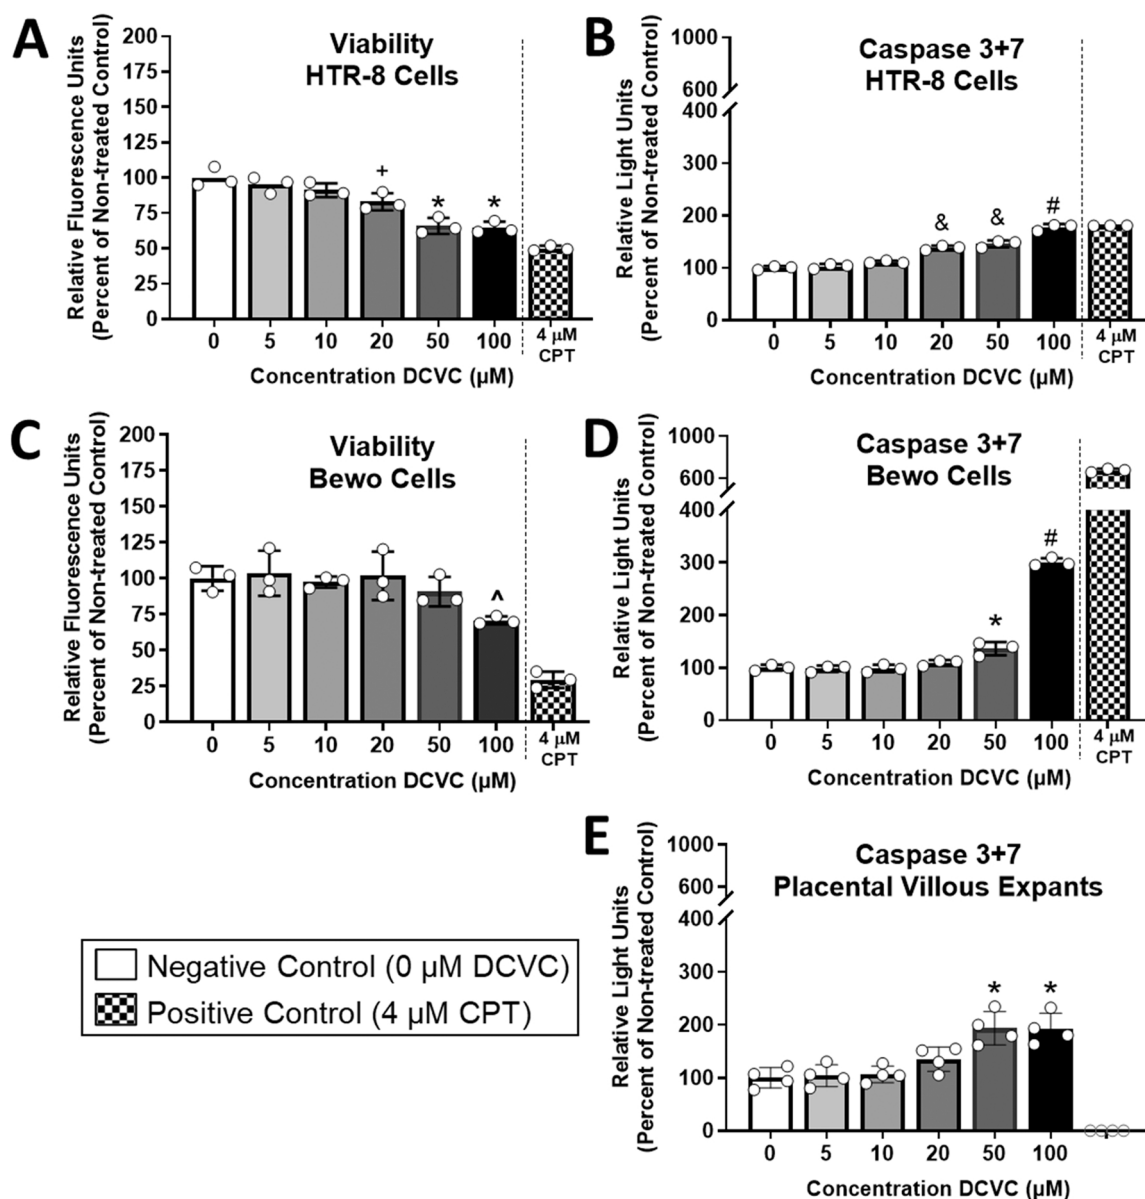 A
Viability
HTR-8 Cells
Relative Fluorescence Units
(Percent of Non-treated Control)
200
175
150
125
100
75
50
25
0
+
*
*
0 5 10 20 50 100
4 µM
CPT
Concentration DCVC (µM)
B
Caspase 3+7
HTR-8 Cells
Relative Light Units
(Percent of Non-treated Control)
1000
600
400
300
200
100
0
&
&
#
0 5 10 20 50 100
4 µM
CPT
Concentration DCVC (µM)
C
Viability
Bewo Cells
Relative Fluorescence Units
(Percent of Non-treated Control)
200
175
150
125
100
75
50
25
0
^
0 5 10 20 50 100
4 µM
CPT
Concentration DCVC (µM)
D
Caspase 3+7
Bewo Cells
Relative Light Units
(Percent of Non-treated Control)
1000
600
400
300
200
100
0
*
#
0 5 10 20 50 100
4 µM
CPT
Concentration DCVC (µM)
E
Caspase 3+7
Placental Villous Expants
Relative Light Units
(Percent of Non-treated Control)
1000
600
400
300
200
100
0
*
*
0 5 10 20 50 100
Concentration DCVC (µM)
Negative Control (0 µM DCVC)
Positive Control (4 µM CPT)